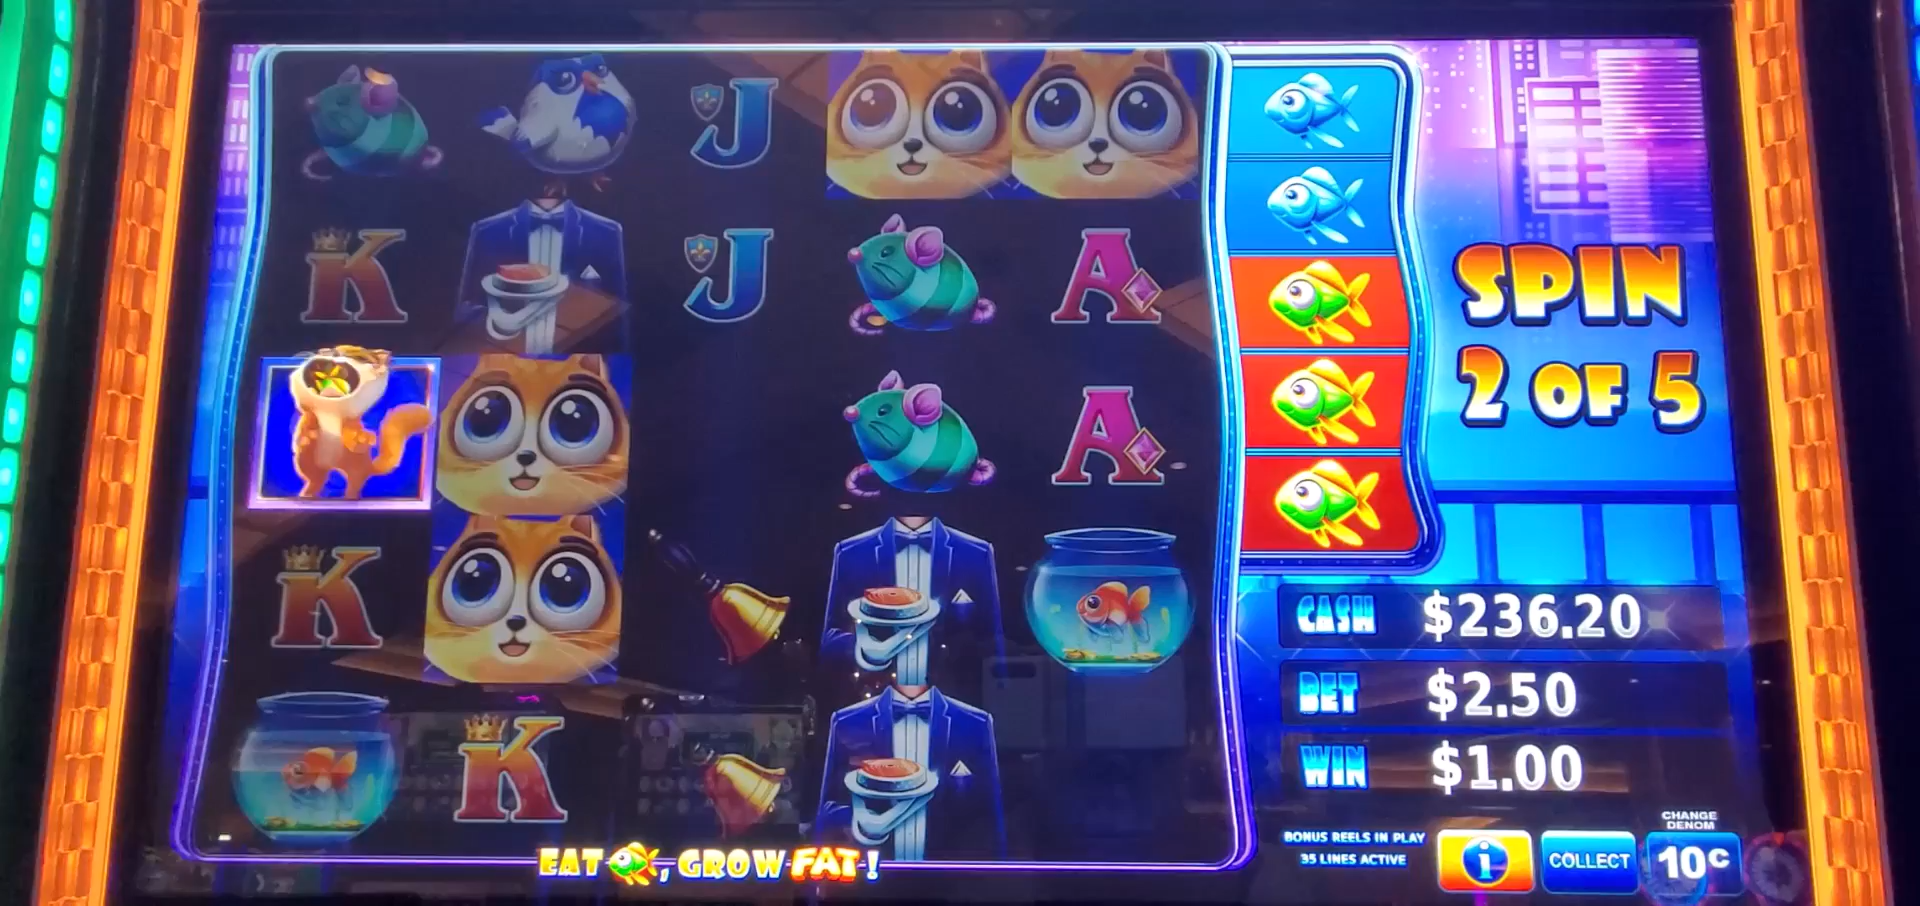 J
K
J
A
A
K
K
SPIN
2 OF 5
CASH $236.20
BET $2.50
WIN $1.00
CHANGE
DENOM
BONUS REELS IN PLAY
35 LINES ACTIVE
i
COLLECT
10¢
EAT , GROW FAT!